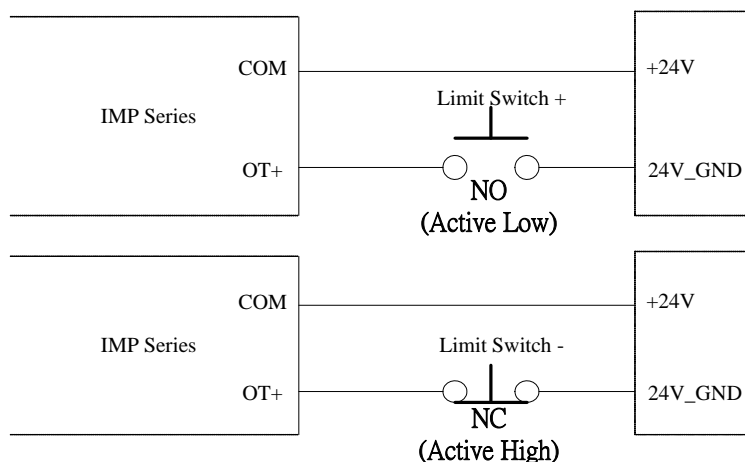 COM
+24V
Limit Switch +
IMP Series
OT+
24V_GND
NO
(Active Low)
COM
+24V
IMP Series
Limit Switch -
OT+
24V_GND
NC
(Active High)